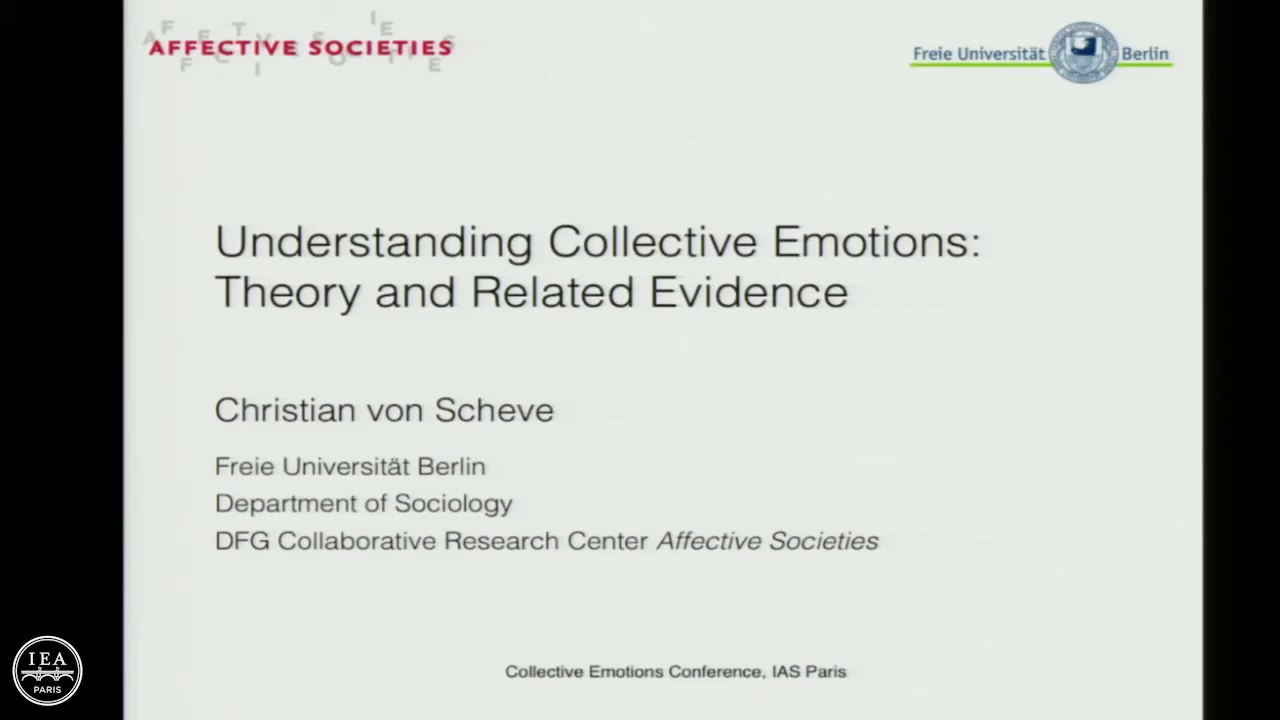 AFFECTIVE SOCIETIES
Freie Universität Berlin
Understanding Collective Emotions:
Theory and Related Evidence
Christian von Scheve
Freie Universität Berlin
Department of Sociology
DFG Collaborative Research Center Affective Societies
Collective Emotions Conference, IAS Paris
IEA
PARIS